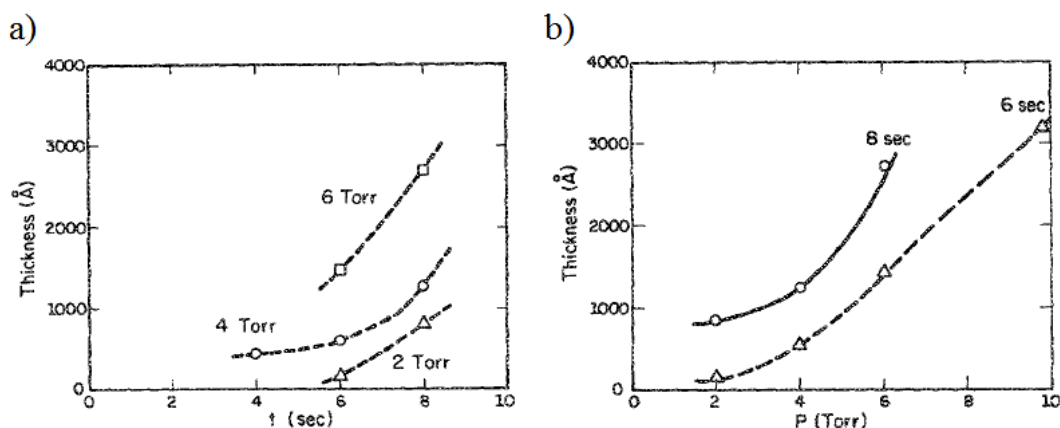 a)
4000
3000
2000
1000
0
Thickness (Å)
6 Torr
4 Torr
2 Torr
0 2 4 6 8 10
t (sec)
b)
4000
3000
2000
1000
0
Thickness (Å)
8 sec
6 sec
0 2 4 6 8 10
P (Torr)